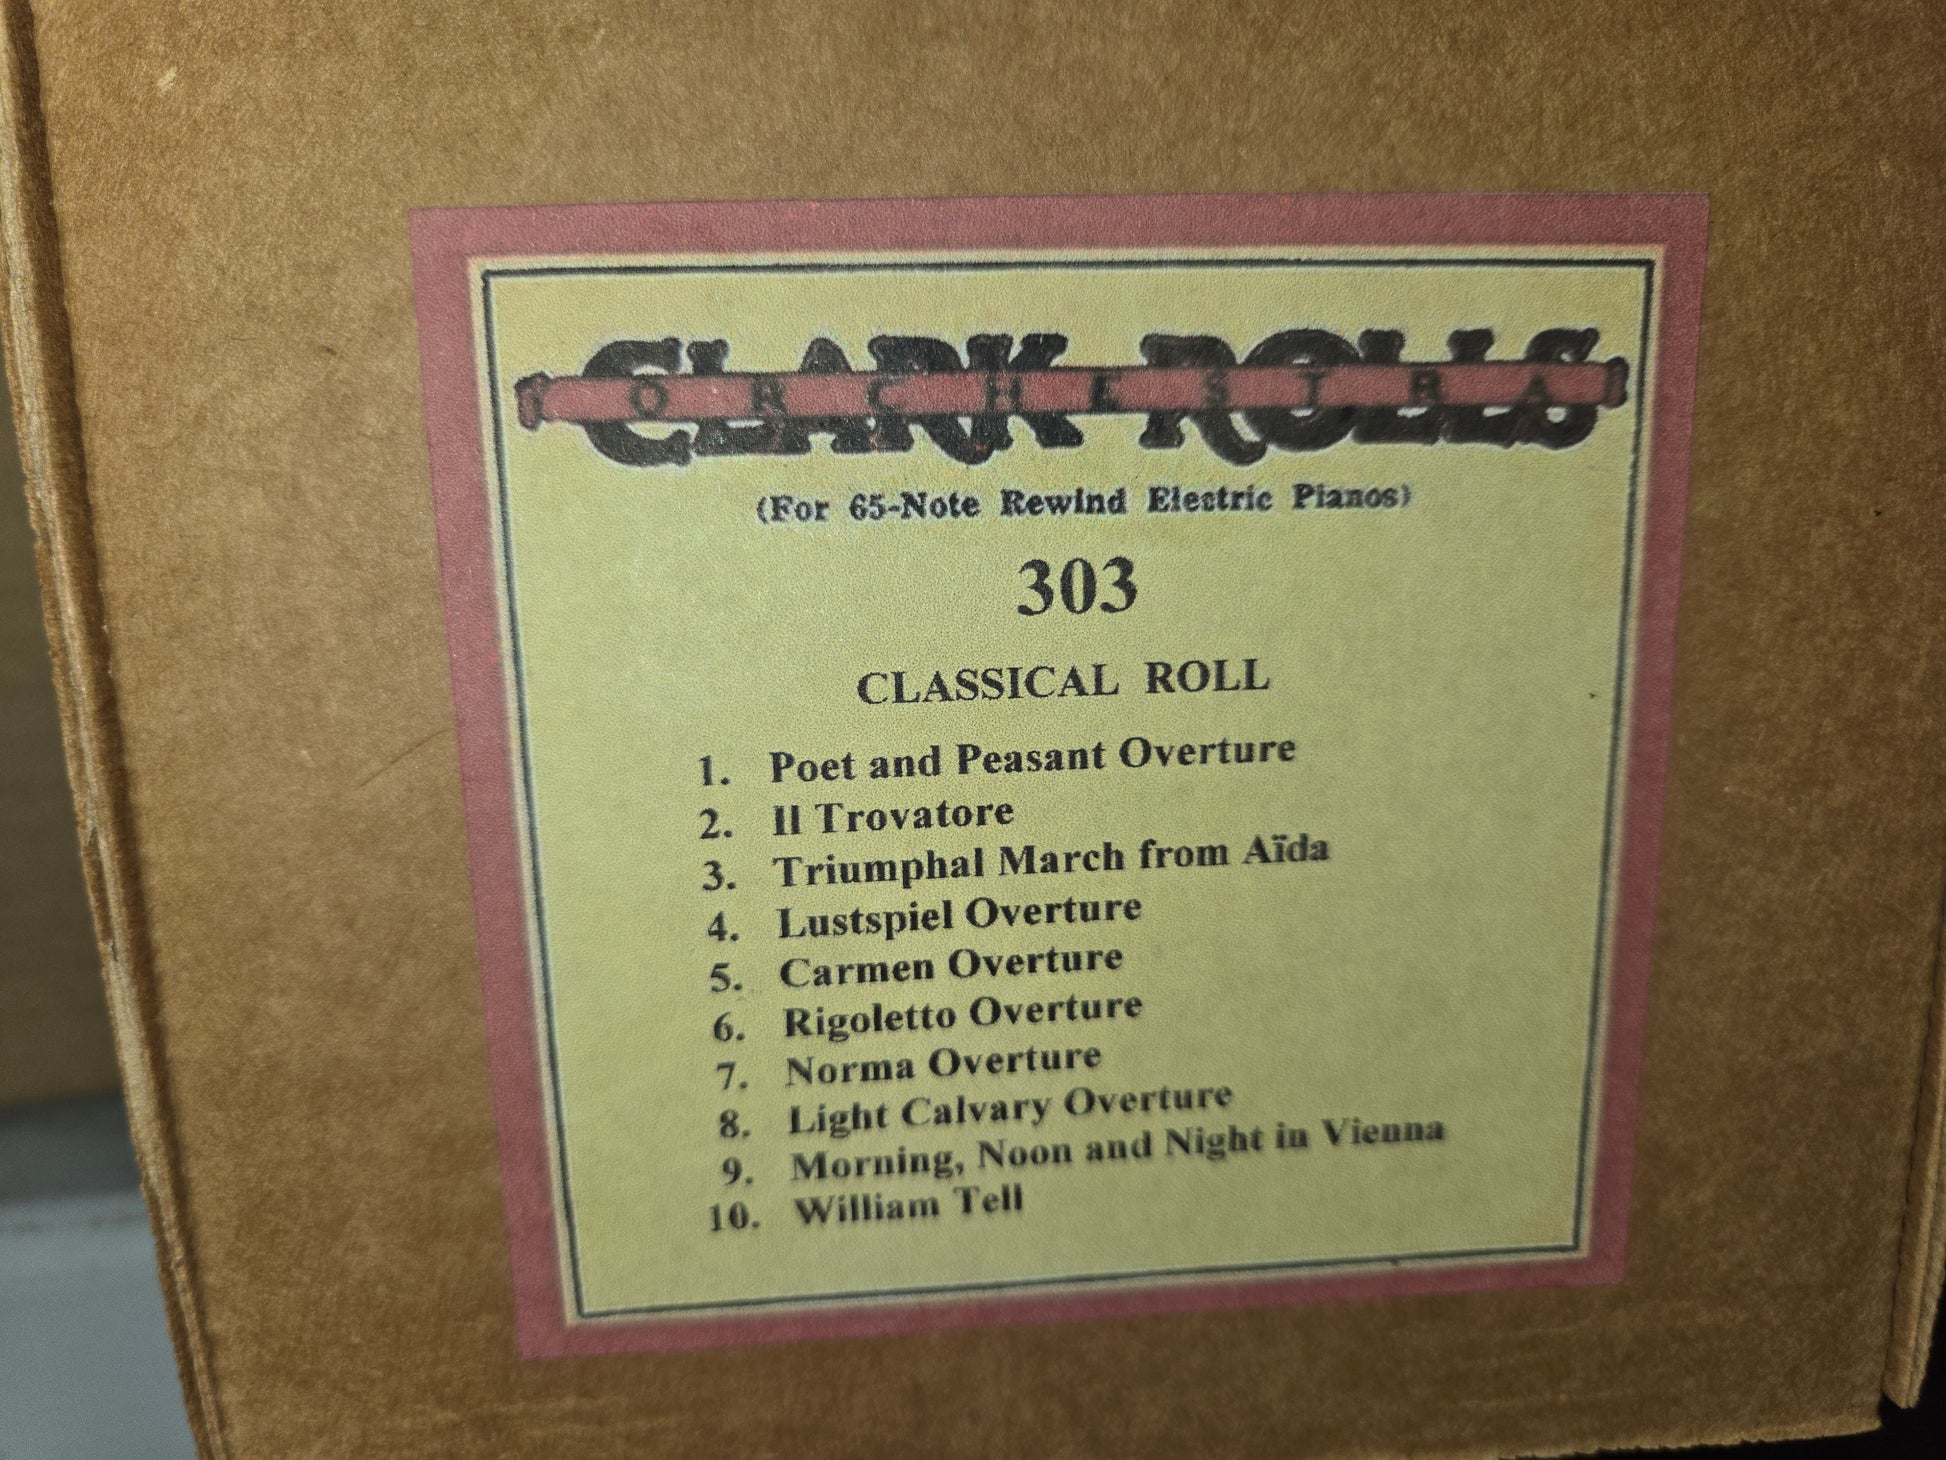 CLARK ROLLS
ORCHESTRA
(For 65-Note Rewind Electric Pianos)
303
CLASSICAL ROLL
1. Poet and Peasant Overture
2. Il Trovatore
3. Triumphal March from Aïda
4. Lustspiel Overture
5. Carmen Overture
6. Rigoletto Overture
7. Norma Overture
8. Light Calvary Overture
9. Morning, Noon and Night in Vienna
10. William Tell